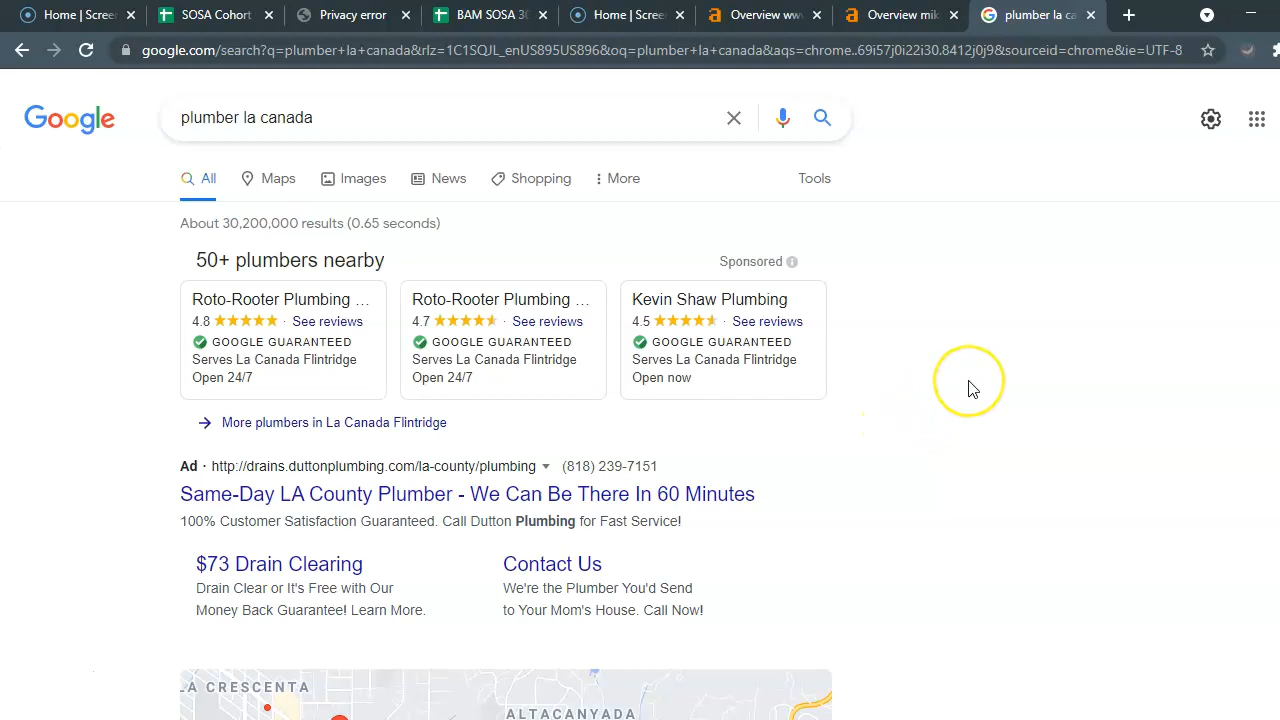 Home | Screen
SOSA Cohort
Privacy error
BAM SOSA 30
Home | Screen
Overview www
Overview mik
plumber la ca
google.com/search?q=plumber+la+canada&rlz=1C1SQJL_enUS895US896&oq=plumber+la+canada&aqs=chrome..69i57j0i22i30.8412j0j9&sourceid=chrome&ie=UTF-8
Google
plumber la canada
All
Maps
Images
News
Shopping
More
Tools
About 30,200,000 results (0.65 seconds)
50+ plumbers nearby
Sponsored
Roto-Rooter Plumbing ...
4.8 · See reviews
GOOGLE GUARANTEED
Serves La Canada Flintridge
Open 24/7
Roto-Rooter Plumbing ...
4.7 · See reviews
GOOGLE GUARANTEED
Serves La Canada Flintridge
Open 24/7
Kevin Shaw Plumbing
4.5 · See reviews
GOOGLE GUARANTEED
Serves La Canada Flintridge
Open now
More plumbers in La Canada Flintridge
Ad · http://drains.duttonplumbing.com/la-county/plumbing (818) 239-7151
Same-Day LA County Plumber - We Can Be There In 60 Minutes
100% Customer Satisfaction Guaranteed. Call Dutton Plumbing for Fast Service!
$73 Drain Clearing
Drain Clear or It's Free with Our
Money Back Guarantee! Learn More.
Contact Us
We're the Plumber You'd Send
to Your Mom's House. Call Now!
LA CRESCENTA
ALTACANYADA